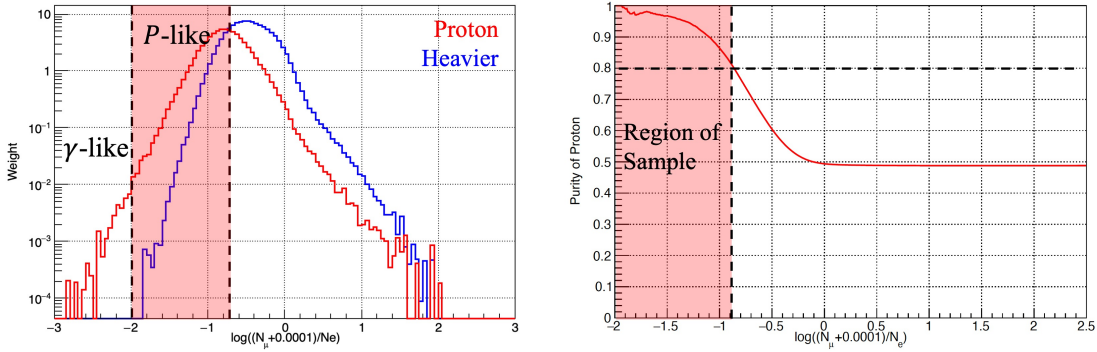 10
1
10⁻¹
10⁻²
10⁻³
10⁻⁴
Weight
P-like
γ-like
Proton
Heavier
−3 −2 −1 0 1 2 3
log((N_μ+0.0001)/Ne)
1
0.9
0.8
0.7
0.6
0.5
0.4
0.3
0.2
0.1
0
Purity of Proton
Region of
Sample
−2 −1.5 −1 −0.5 0 0.5 1 1.5 2 2.5
log((N_μ+0.0001)/N_e)